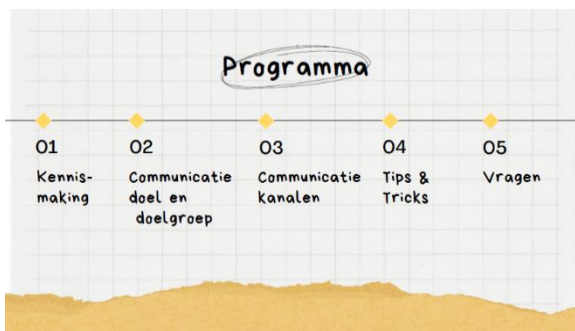 Programma
01
Kennis-
making
02
Communicatie
doel en
doelgroep
03
Communicatie
kanalen
04
Tips &
Tricks
05
Vragen